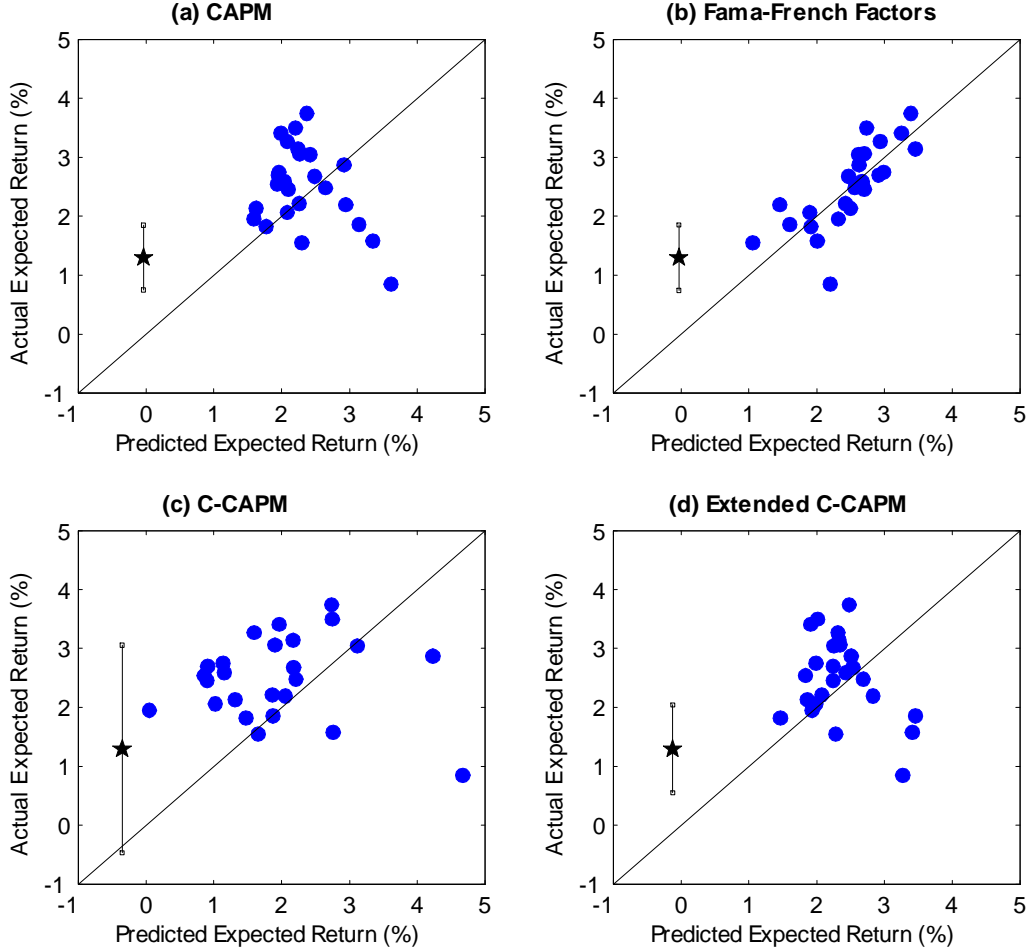 (a) CAPM
5
4
3
2
1
0
-1
-1 0 1 2 3 4 5
Actual Expected Return (%)
Predicted Expected Return (%)
(b) Fama-French Factors
5
4
3
2
1
0
-1
-1 0 1 2 3 4 5
Actual Expected Return (%)
Predicted Expected Return (%)
(c) C-CAPM
5
4
3
2
1
0
-1
-1 0 1 2 3 4 5
Actual Expected Return (%)
Predicted Expected Return (%)
(d) Extended C-CAPM
5
4
3
2
1
0
-1
-1 0 1 2 3 4 5
Actual Expected Return (%)
Predicted Expected Return (%)